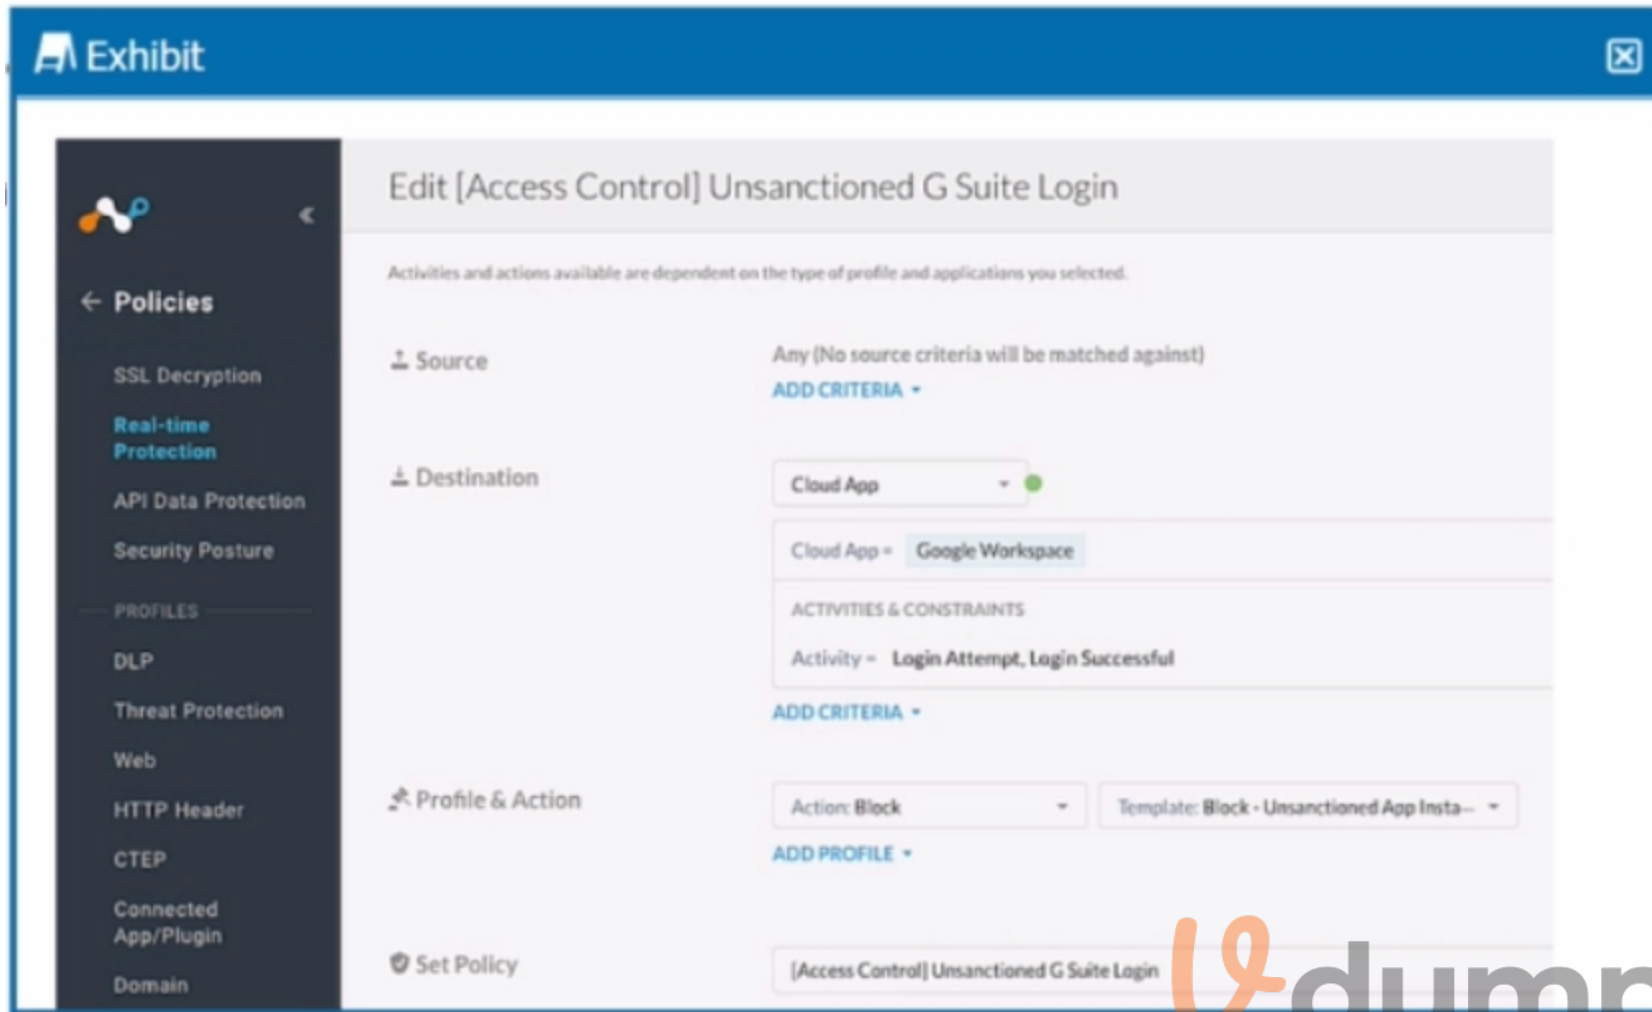 Exhibit
Edit [Access Control] Unsanctioned G Suite Login
Activities and actions available are dependent on the type of profile and applications you selected.
Policies
SSL Decryption
Real-time
Protection
API Data Protection
Security Posture
PROFILES
DLP
Threat Protection
Web
HTTP Header
CTEP
Connected
App/Plugin
Domain
Source
Any (No source criteria will be matched against)
ADD CRITERIA
Destination
Cloud App
Cloud App = Google Workspace
ACTIVITIES & CONSTRAINTS
Activity = Login Attempt, Login Successful
ADD CRITERIA
Profile & Action
Action: Block Template: Block - Unsanctioned App Insta...
ADD PROFILE
Set Policy
[Access Control] Unsanctioned G Suite Login